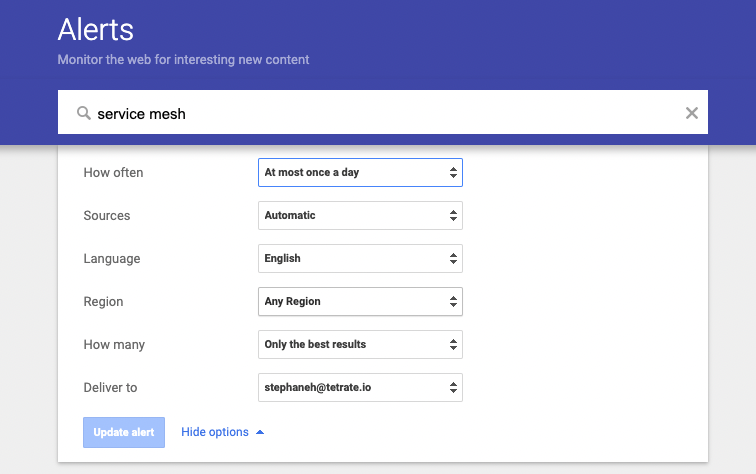 Alerts
Monitor the web for interesting new content
service mesh
How often At most once a day
Sources Automatic
Language English
Region Any Region
How many Only the best results
Deliver to stephaneh@tetrate.io
Update alert Hide options